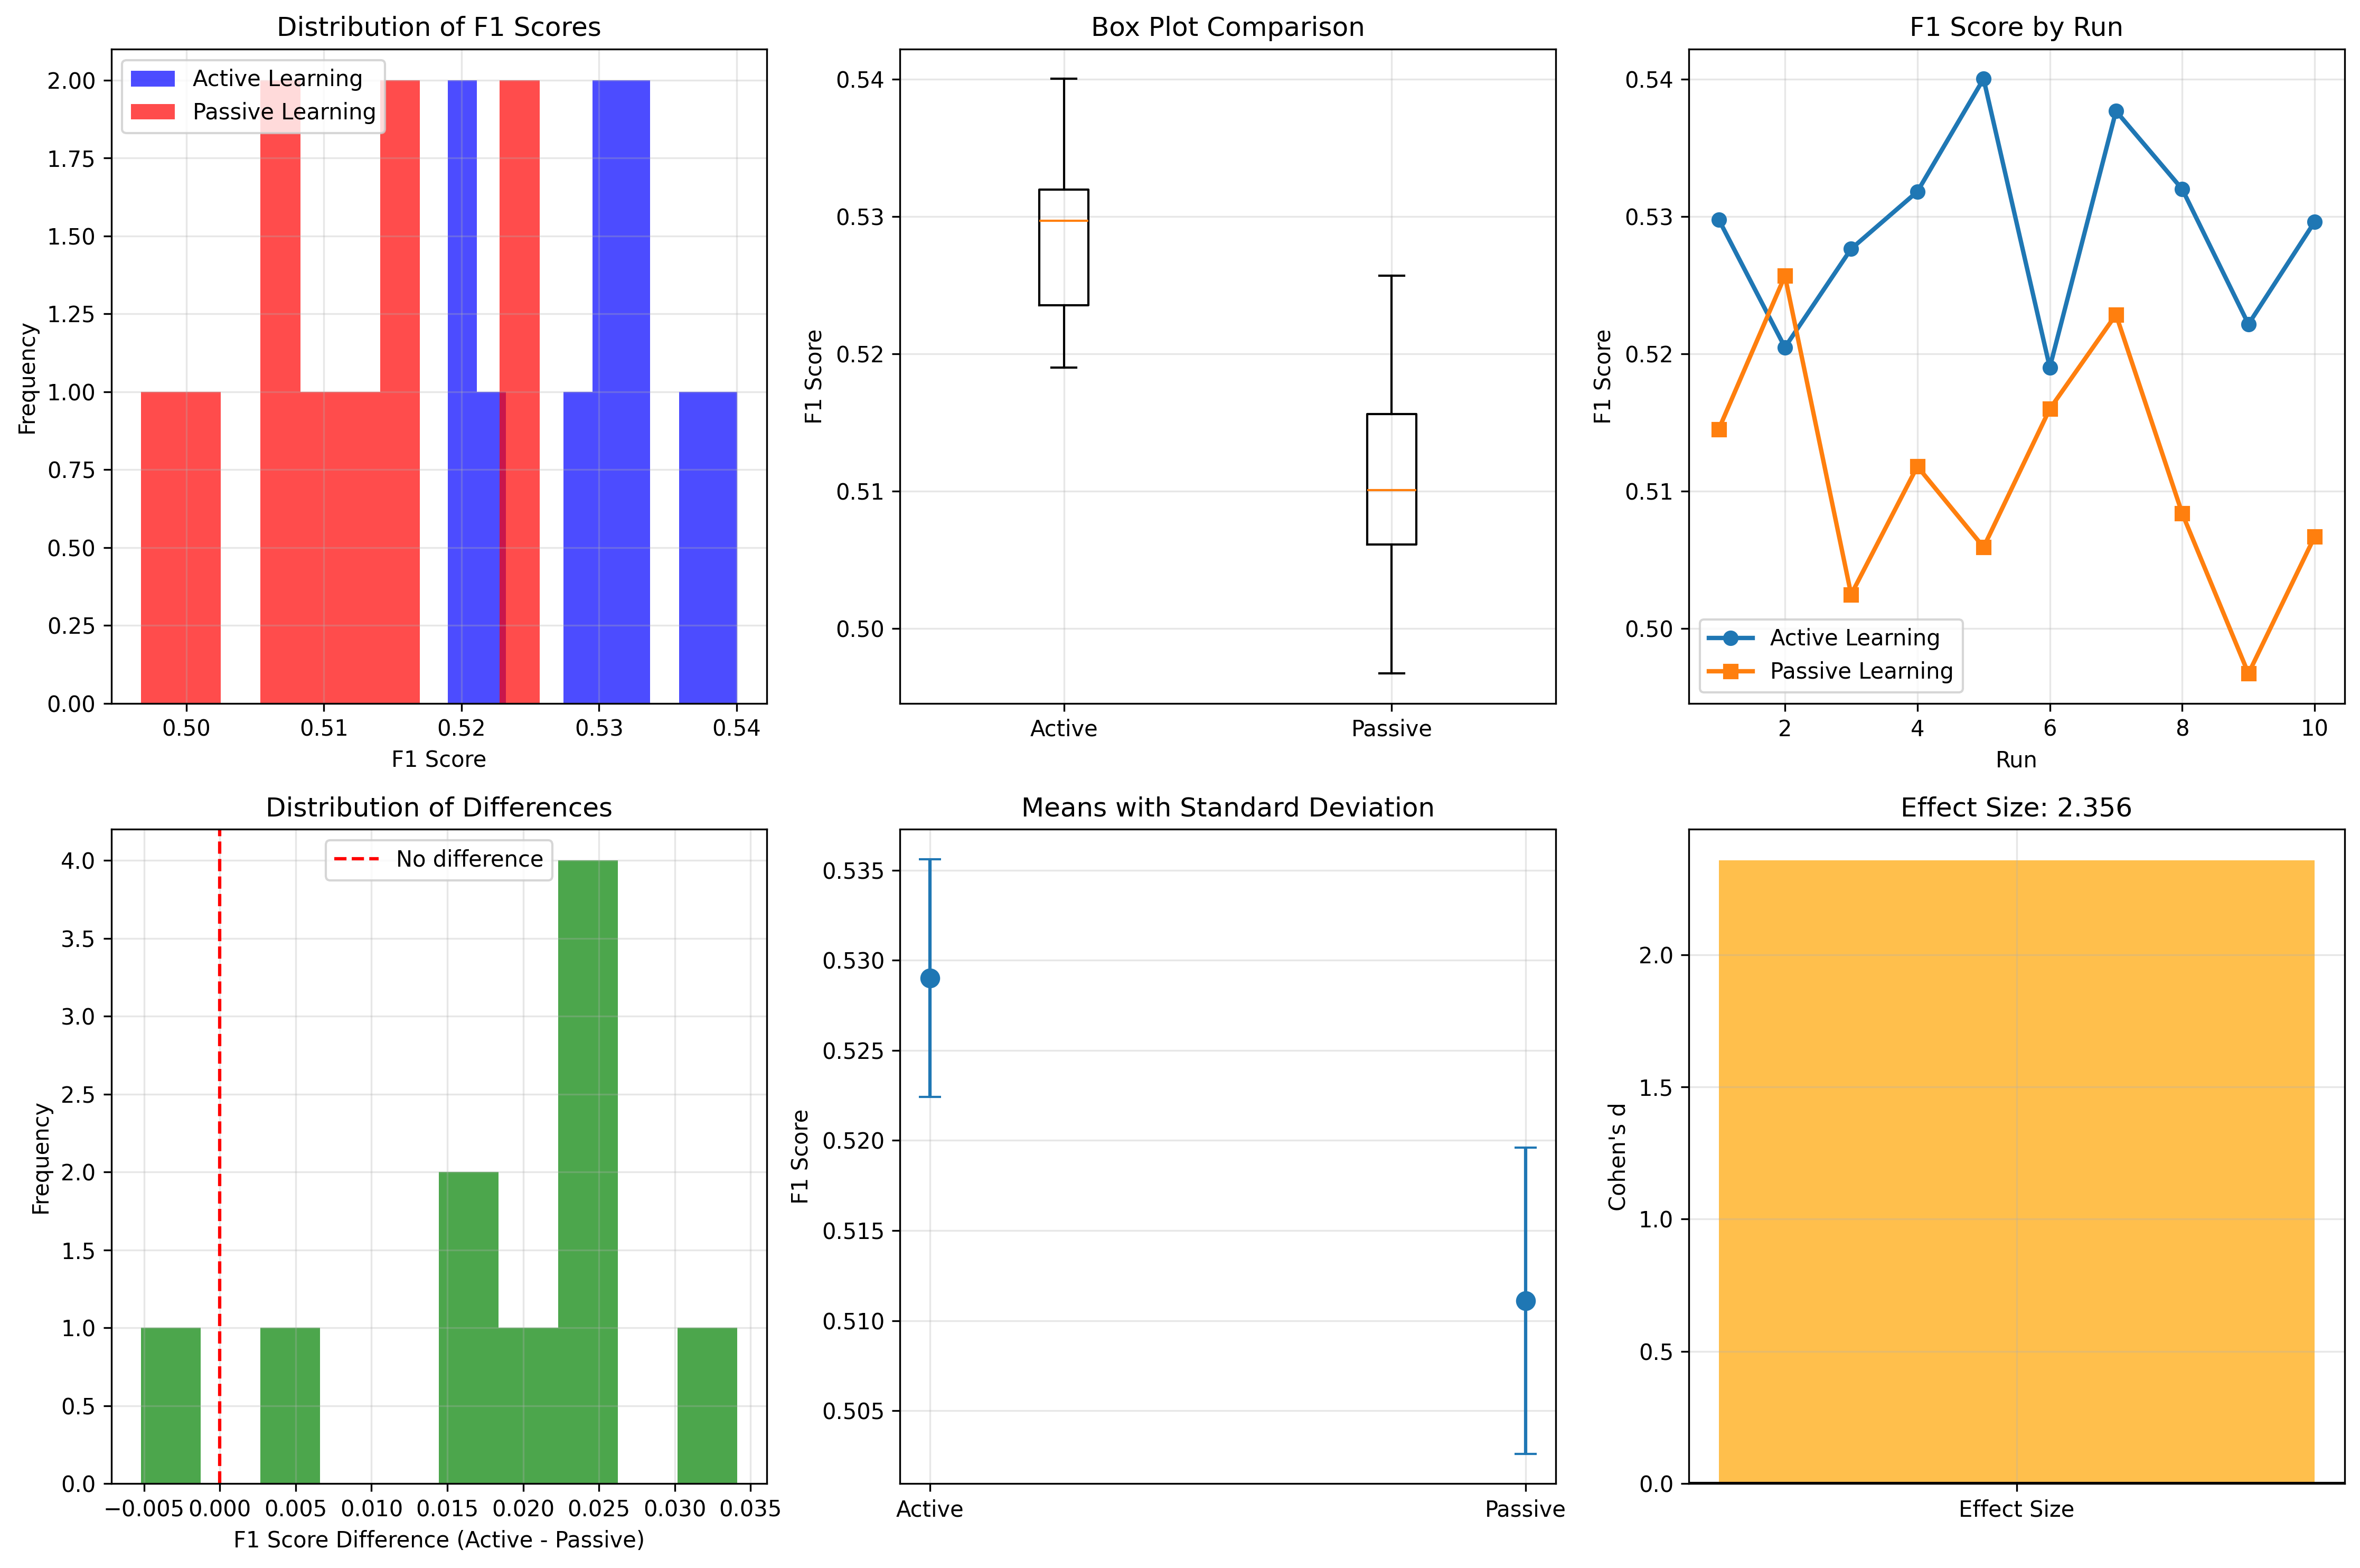 Distribution of F1 Scores
Active Learning
Passive Learning
2.00
1.75
1.50
1.25
1.00
0.75
0.50
0.25
0.00
Frequency
0.50 0.51 0.52 0.53 0.54
F1 Score
Box Plot Comparison
0.54
0.53
0.52
0.51
0.50
F1 Score
Active Passive
F1 Score by Run
0.54
0.53
0.52
0.51
0.50
F1 Score
Active Learning
Passive Learning
2 4 6 8 10
Run
Distribution of Differences
No difference
4.0
3.5
3.0
2.5
2.0
1.5
1.0
0.5
0.0
Frequency
−0.005 0.000 0.005 0.010 0.015 0.020 0.025 0.030 0.035
F1 Score Difference (Active - Passive)
Means with Standard Deviation
0.535
0.530
0.525
0.520
0.515
0.510
0.505
F1 Score
Active Passive
Effect Size: 2.356
2.0
1.5
1.0
0.5
0.0
Cohen's d
Effect Size